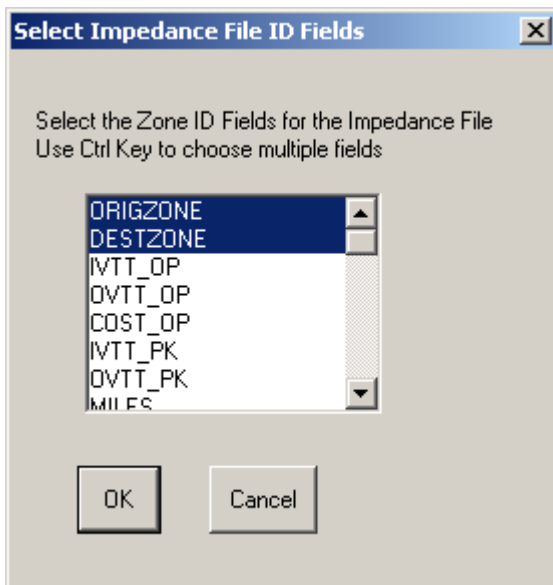 Select Impedance File ID Fields
Select the Zone ID Fields for the Impedance File
Use Ctrl Key to choose multiple fields
ORIGZONE
DESTZONE
IVTT_OP
OVTT_OP
COST_OP
IVTT_PK
OVTT_PK
MILES
OK
Cancel